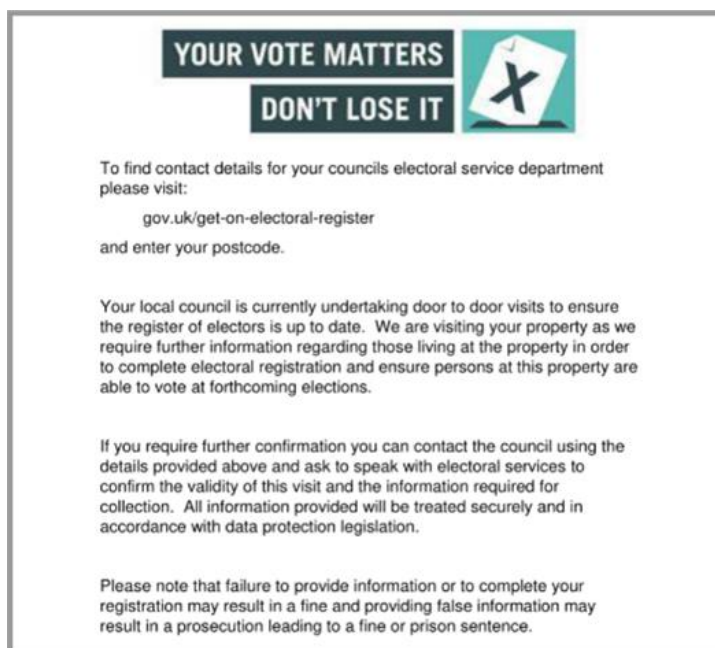 YOUR VOTE MATTERS
DON'T LOSE IT
X
To find contact details for your councils electoral service department
please visit:
gov.uk/get-on-electoral-register
and enter your postcode.
Your local council is currently undertaking door to door visits to ensure
the register of electors is up to date. We are visiting your property as we
require further information regarding those living at the property in order
to complete electoral registration and ensure persons at this property are
able to vote at forthcoming elections.
If you require further confirmation you can contact the council using the
details provided above and ask to speak with electoral services to
confirm the validity of this visit and the information required for
collection. All information provided will be treated securely and in
accordance with data protection legislation.
Please note that failure to provide information or to complete your
registration may result in a fine and providing false information may
result in a prosecution leading to a fine or prison sentence.